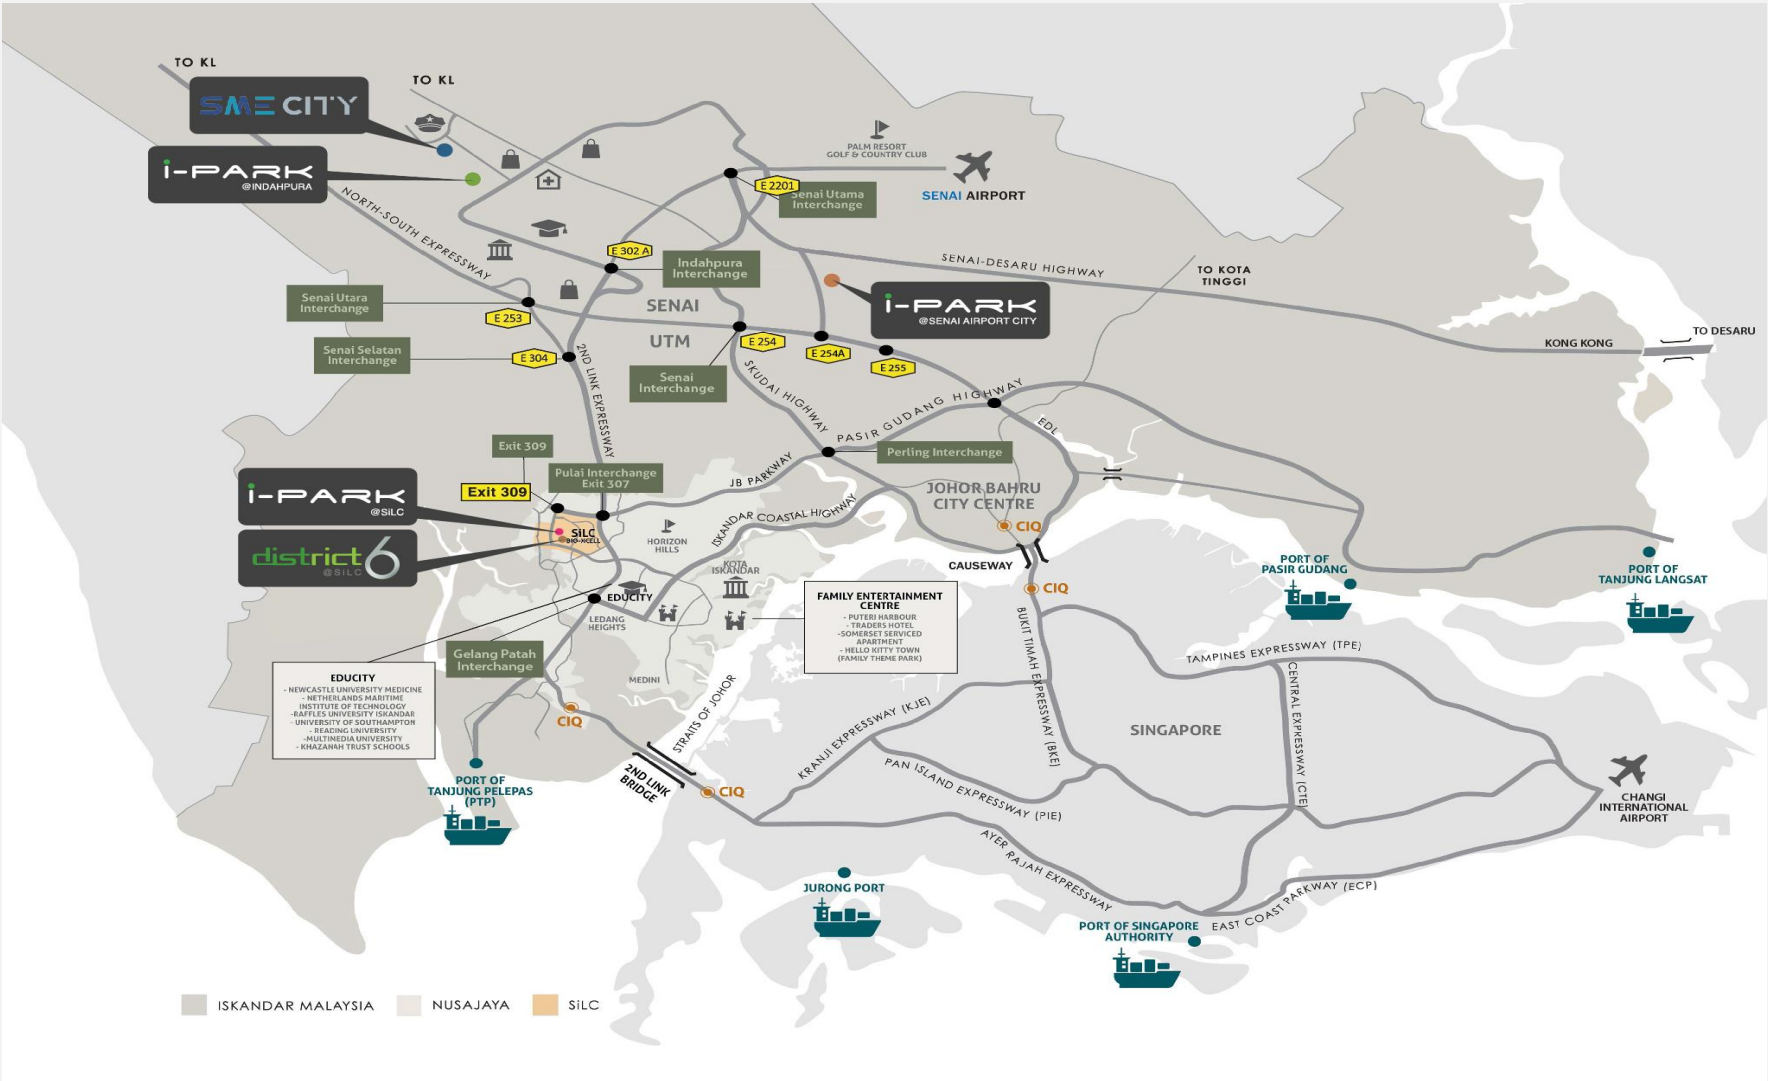 TO KL
TO KL
SME CITY
i-PARK
@INDAHPURA
NORTH-SOUTH EXPRESSWAY
PALM RESORT
GOLF & COUNTRY CLUB
SENAI AIRPORT
E 2201
Senai Utama
Interchange
E 302 A
Indahpura
Interchange
SENAI-DESARU HIGHWAY
TO KOTA
TINGGI
Senai Utara
Interchange
E 253
SENAI
i-PARK
@SENAI AIRPORT CITY
TO DESARU
KONG KONG
UTM
E 254
E 254A
E 255
Senai Selatan
Interchange
E 304
2ND LINK EXPRESSWAY
Senai
Interchange
SKUDAI HIGHWAY
PASIR GUDANG HIGHWAY
EDL
Exit 309
Perling Interchange
Pulai Interchange
Exit 307
JB PARKWAY
i-PARK
@SiLC
Exit 309
JOHOR BAHRU
CITY CENTRE
ISKANDAR COASTAL HIGHWAY
CIQ
SiLC
BIO-XCELL
HORIZON
HILLS
district6
@SiLC
KOTA
ISKANDAR
CAUSEWAY
PORT OF
PASIR GUDANG
PORT OF
TANJUNG LANGSAT
CIQ
EDUCITY
LEDANG
HEIGHTS
FAMILY ENTERTAINMENT
CENTRE
- PUTERI HARBOUR
- TRADERS HOTEL
-SOMERSET SERVICED
APARTMENT
- HELLO KITTY TOWN
(FAMILY THEME PARK)
BUKIT TIMAH EXPRESSWAY (BKE)
TAMPINES EXPRESSWAY (TPE)
CENTRAL EXPRESSWAY (CTE)
Gelang Patah
Interchange
EDUCITY
- NEWCASTLE UNIVERSITY MEDICINE
- NETHERLANDS MARITIME
INSTITUTE OF TECHNOLOGY
-RAFFLES UNIVERSITY ISKANDAR
- UNIVERSITY OF SOUTHAMPTON
- READING UNIVERSITY
-MULTIMEDIA UNIVERSITY
- KHAZANAH TRUST SCHOOLS
MEDINI
STRAITS OF JOHOR
CIQ
KRANJI EXPRESSWAY (KJE)
SINGAPORE
PAN ISLAND EXPRESSWAY (PIE)
2ND LINK
BRIDGE
CIQ
PORT OF
TANJUNG PELEPAS
(PTP)
CHANGI
INTERNATIONAL
AIRPORT
AYER RAJAH EXPRESSWAY
JURONG PORT
EAST COAST PARKWAY (ECP)
PORT OF SINGAPORE
AUTHORITY
ISKANDAR MALAYSIA
NUSAJAYA
SiLC